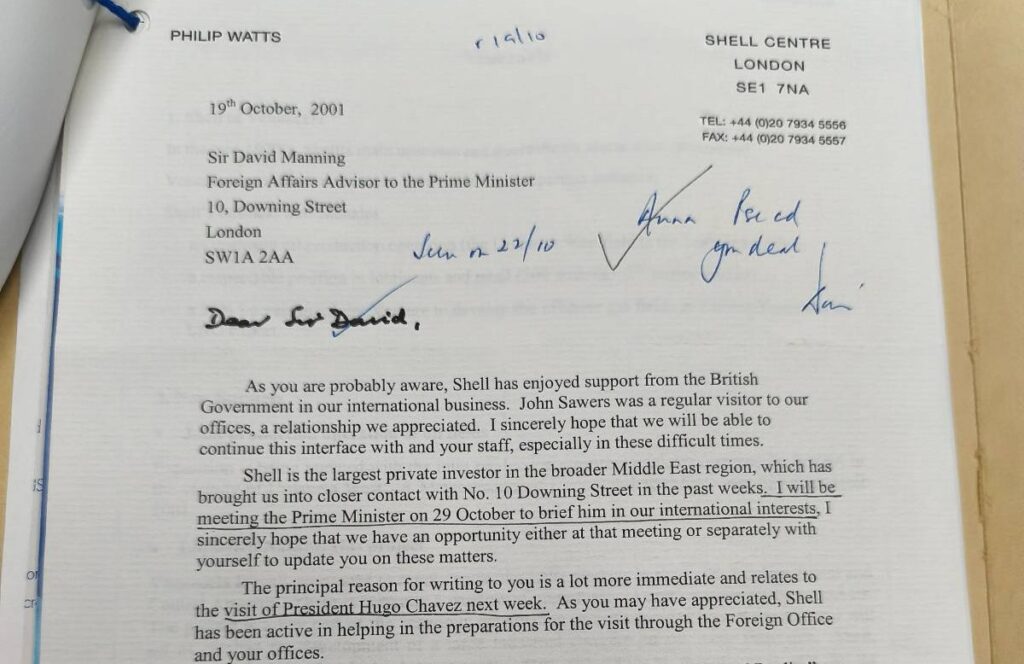 PHILIP WATTS
r 19/10
SHELL CENTRE
LONDON
SE1 7NA
TEL: +44 (0)20 7934 5556
FAX: +44 (0)20 7934 5557
19th October, 2001
Sir David Manning
Foreign Affairs Advisor to the Prime Minister
10, Downing Street
London
SW1A 2AA
on 22/10
Anna
Dear Sir David,
As you are probably aware, Shell has enjoyed support from the British
Government in our international business. John Sawers was a regular visitor to our
offices, a relationship we appreciated. I sincerely hope that we will be able to
continue this interface with and your staff, especially in these difficult times.
Shell is the largest private investor in the broader Middle East region, which has
brought us into closer contact with No. 10 Downing Street in the past weeks. I will be
meeting the Prime Minister on 29 October to brief him in our international interests, I
sincerely hope that we have an opportunity either at that meeting or separately with
yourself to update you on these matters.
The principal reason for writing to you is a lot more immediate and relates to
the visit of President Hugo Chavez next week. As you may have appreciated, Shell
has been active in helping in the preparations for the visit through the Foreign Office
and your offices.